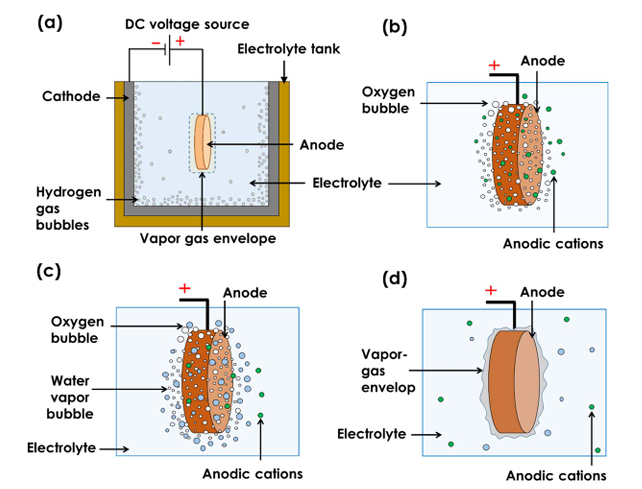 (a)
DC voltage source
− +
Electrolyte tank
Cathode
Anode
Electrolyte
Hydrogen
gas
bubbles
Vapor gas envelope
(b)
+
Anode
Oxygen
bubble
Anodic cations
(c)
+
Anode
Oxygen
bubble
Water
vapor
bubble
Electrolyte
Anodic cations
(d)
+
Anode
Vapor-
gas
envelop
Electrolyte
Anodic cations